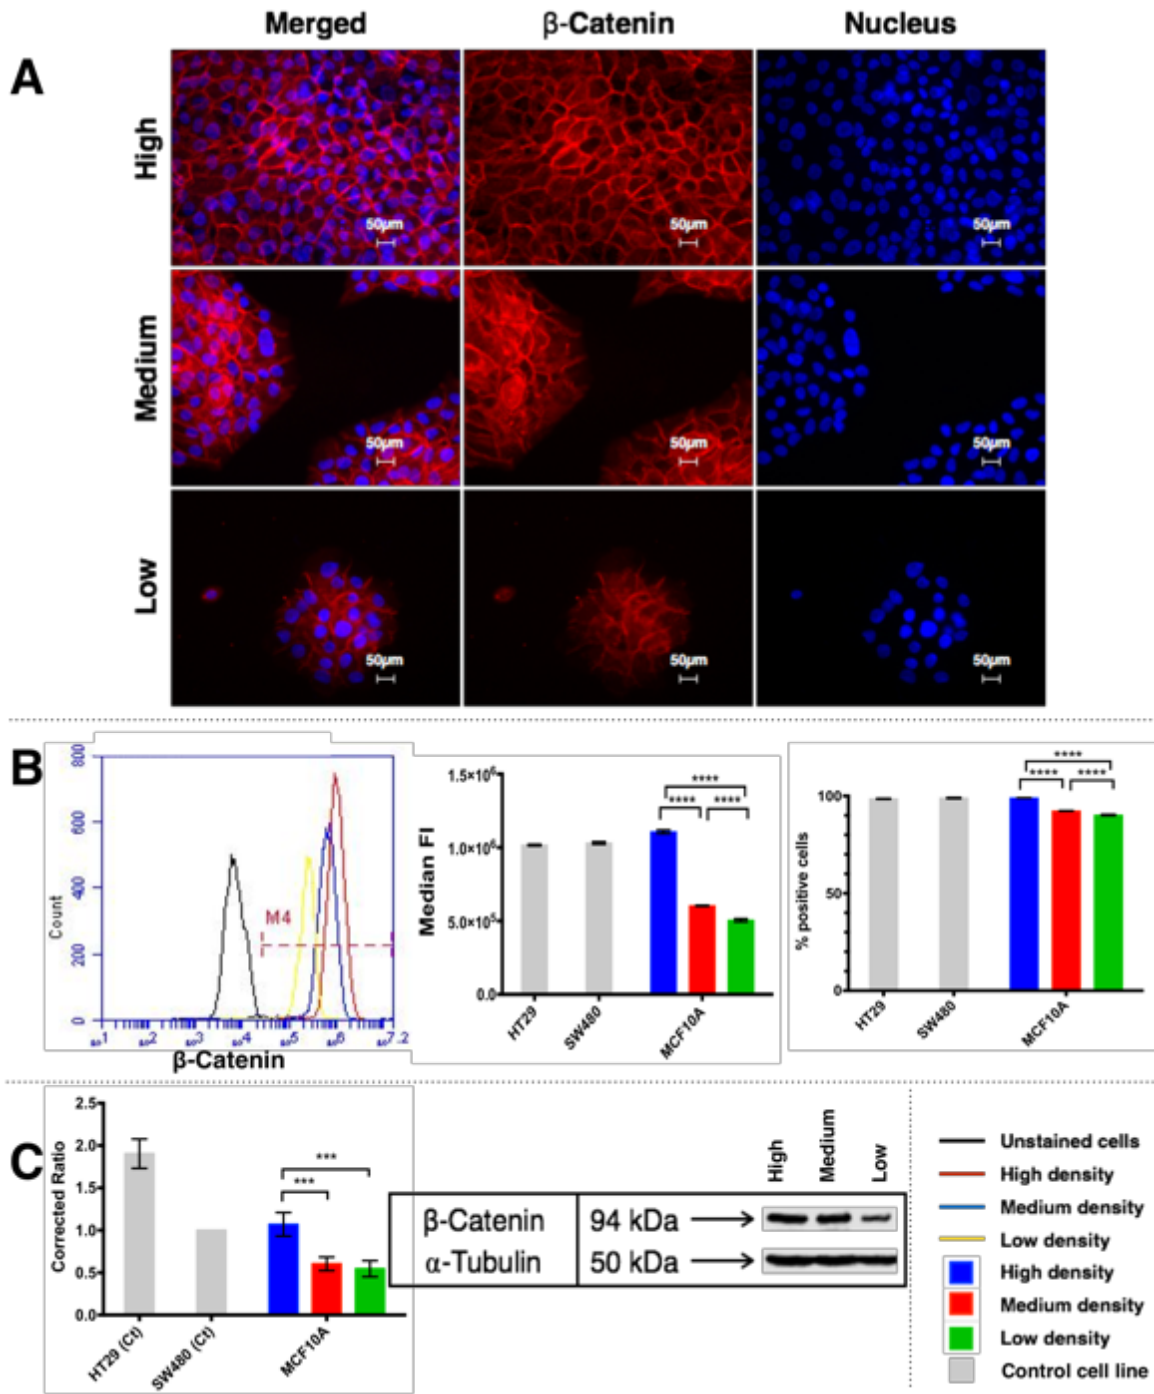 Merged β-Catenin Nucleus
A
High
50µm 50µm 50µm
Medium
50µm 50µm 50µm
Low
50µm 50µm 50µm
B
800
600
400
200
0
Count
M4
β-Catenin
1.5×10⁶
1.0×10⁶
5.0×10⁵
0.0
Median FI
**** 
**** ****
HT29 SW480 MCF10A
100
50
0
% positive cells
****
**** ****
HT29 SW480 MCF10A
C
2.5
2.0
1.5
1.0
0.5
0.0
Corrected Ratio
***
***
HT29 (Ct) SW480 (Ct) MCF10A
High Medium Low
β-Catenin 94 kDa
α-Tubulin 50 kDa
Unstained cells
High density
Medium density
Low density
High density
Medium density
Low density
Control cell line